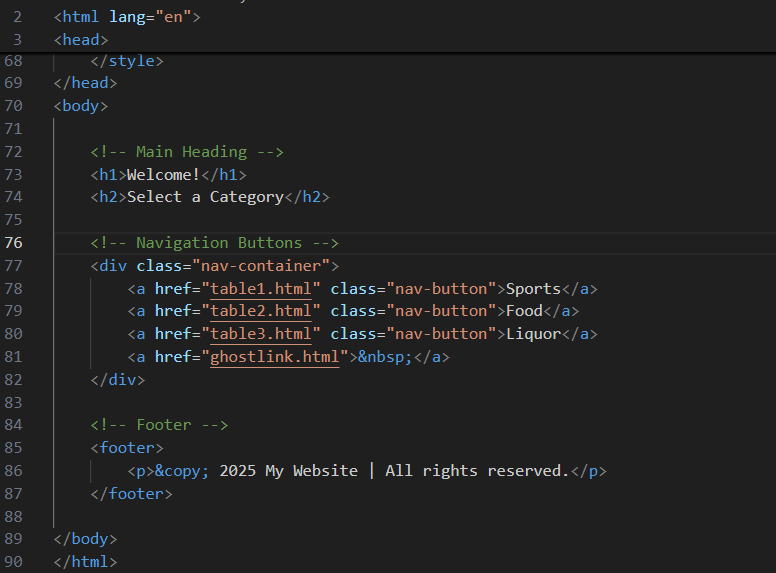 2 <html lang="en">
3 <head>
68     </style>
69 </head>
70 <body>
71
72     <!-- Main Heading -->
73     <h1>Welcome!</h1>
74     <h2>Select a Category</h2>
75
76     <!-- Navigation Buttons -->
77     <div class="nav-container">
78         <a href="table1.html" class="nav-button">Sports</a>
79         <a href="table2.html" class="nav-button">Food</a>
80         <a href="table3.html" class="nav-button">Liquor</a>
81         <a href="ghostlink.html">&nbsp;</a>
82     </div>
83
84     <!-- Footer -->
85     <footer>
86         <p>&copy; 2025 My Website | All rights reserved.</p>
87     </footer>
88
89 </body>
90 </html>